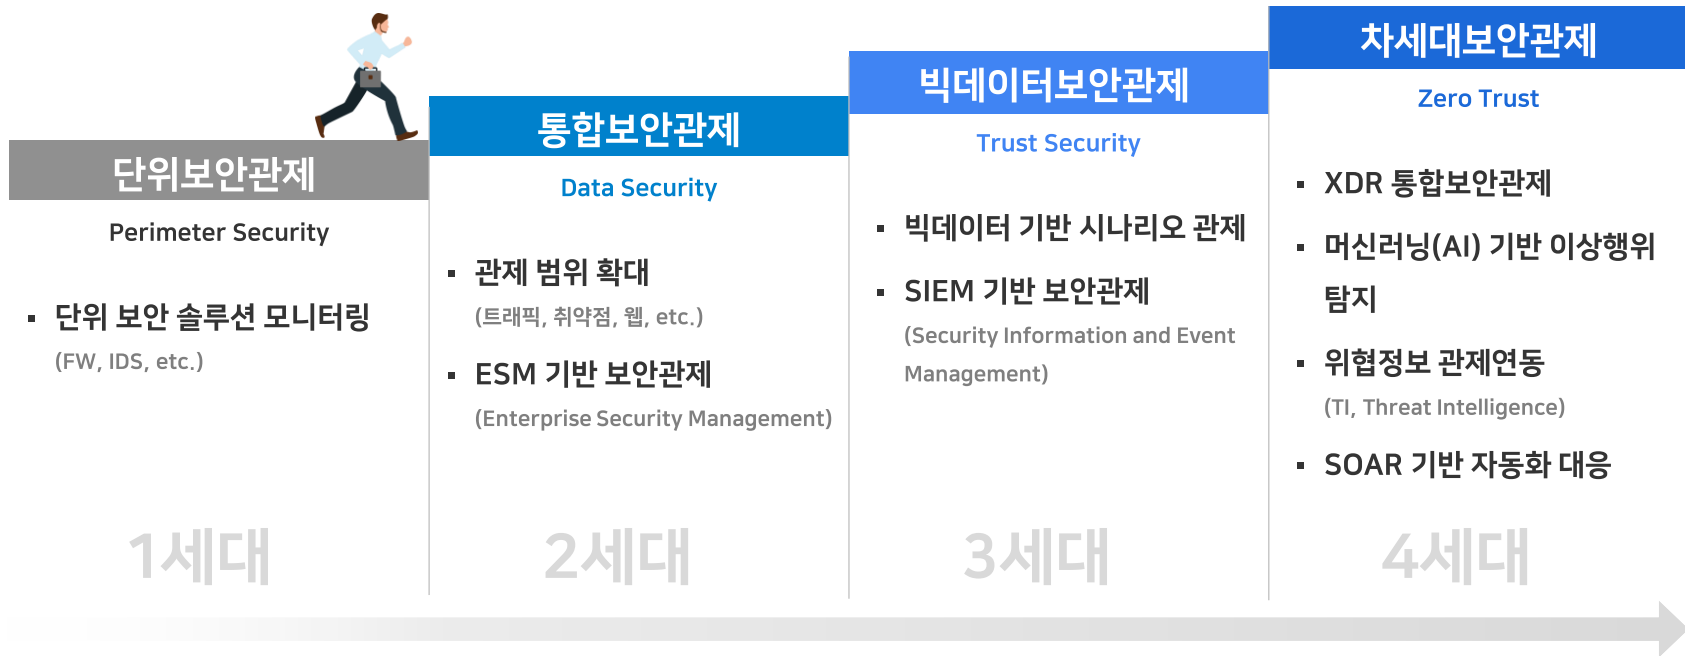 단위보안관제
Perimeter Security
▪ 단위 보안 솔루션 모니터링
(FW, IDS, etc.)
1세대
통합보안관제
Data Security
▪ 관제 범위 확대
(트래픽, 취약점, 웹, etc.)
▪ ESM 기반 보안관제
(Enterprise Security Management)
2세대
빅데이터보안관제
Trust Security
▪ 빅데이터 기반 시나리오 관제
▪ SIEM 기반 보안관제
(Security Information and Event
Management)
3세대
차세대보안관제
Zero Trust
▪ XDR 통합보안관제
▪ 머신러닝(AI) 기반 이상행위
탐지
▪ 위협정보 관제연동
(TI, Threat Intelligence)
▪ SOAR 기반 자동화 대응
4세대